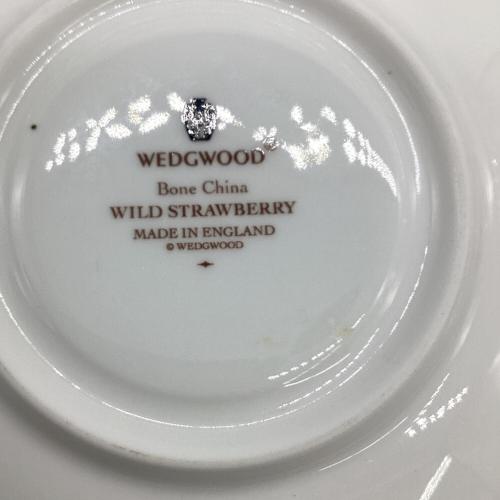 WEDGWOOD
Bone China
WILD STRAWBERRY
MADE IN ENGLAND
© WEDGWOOD